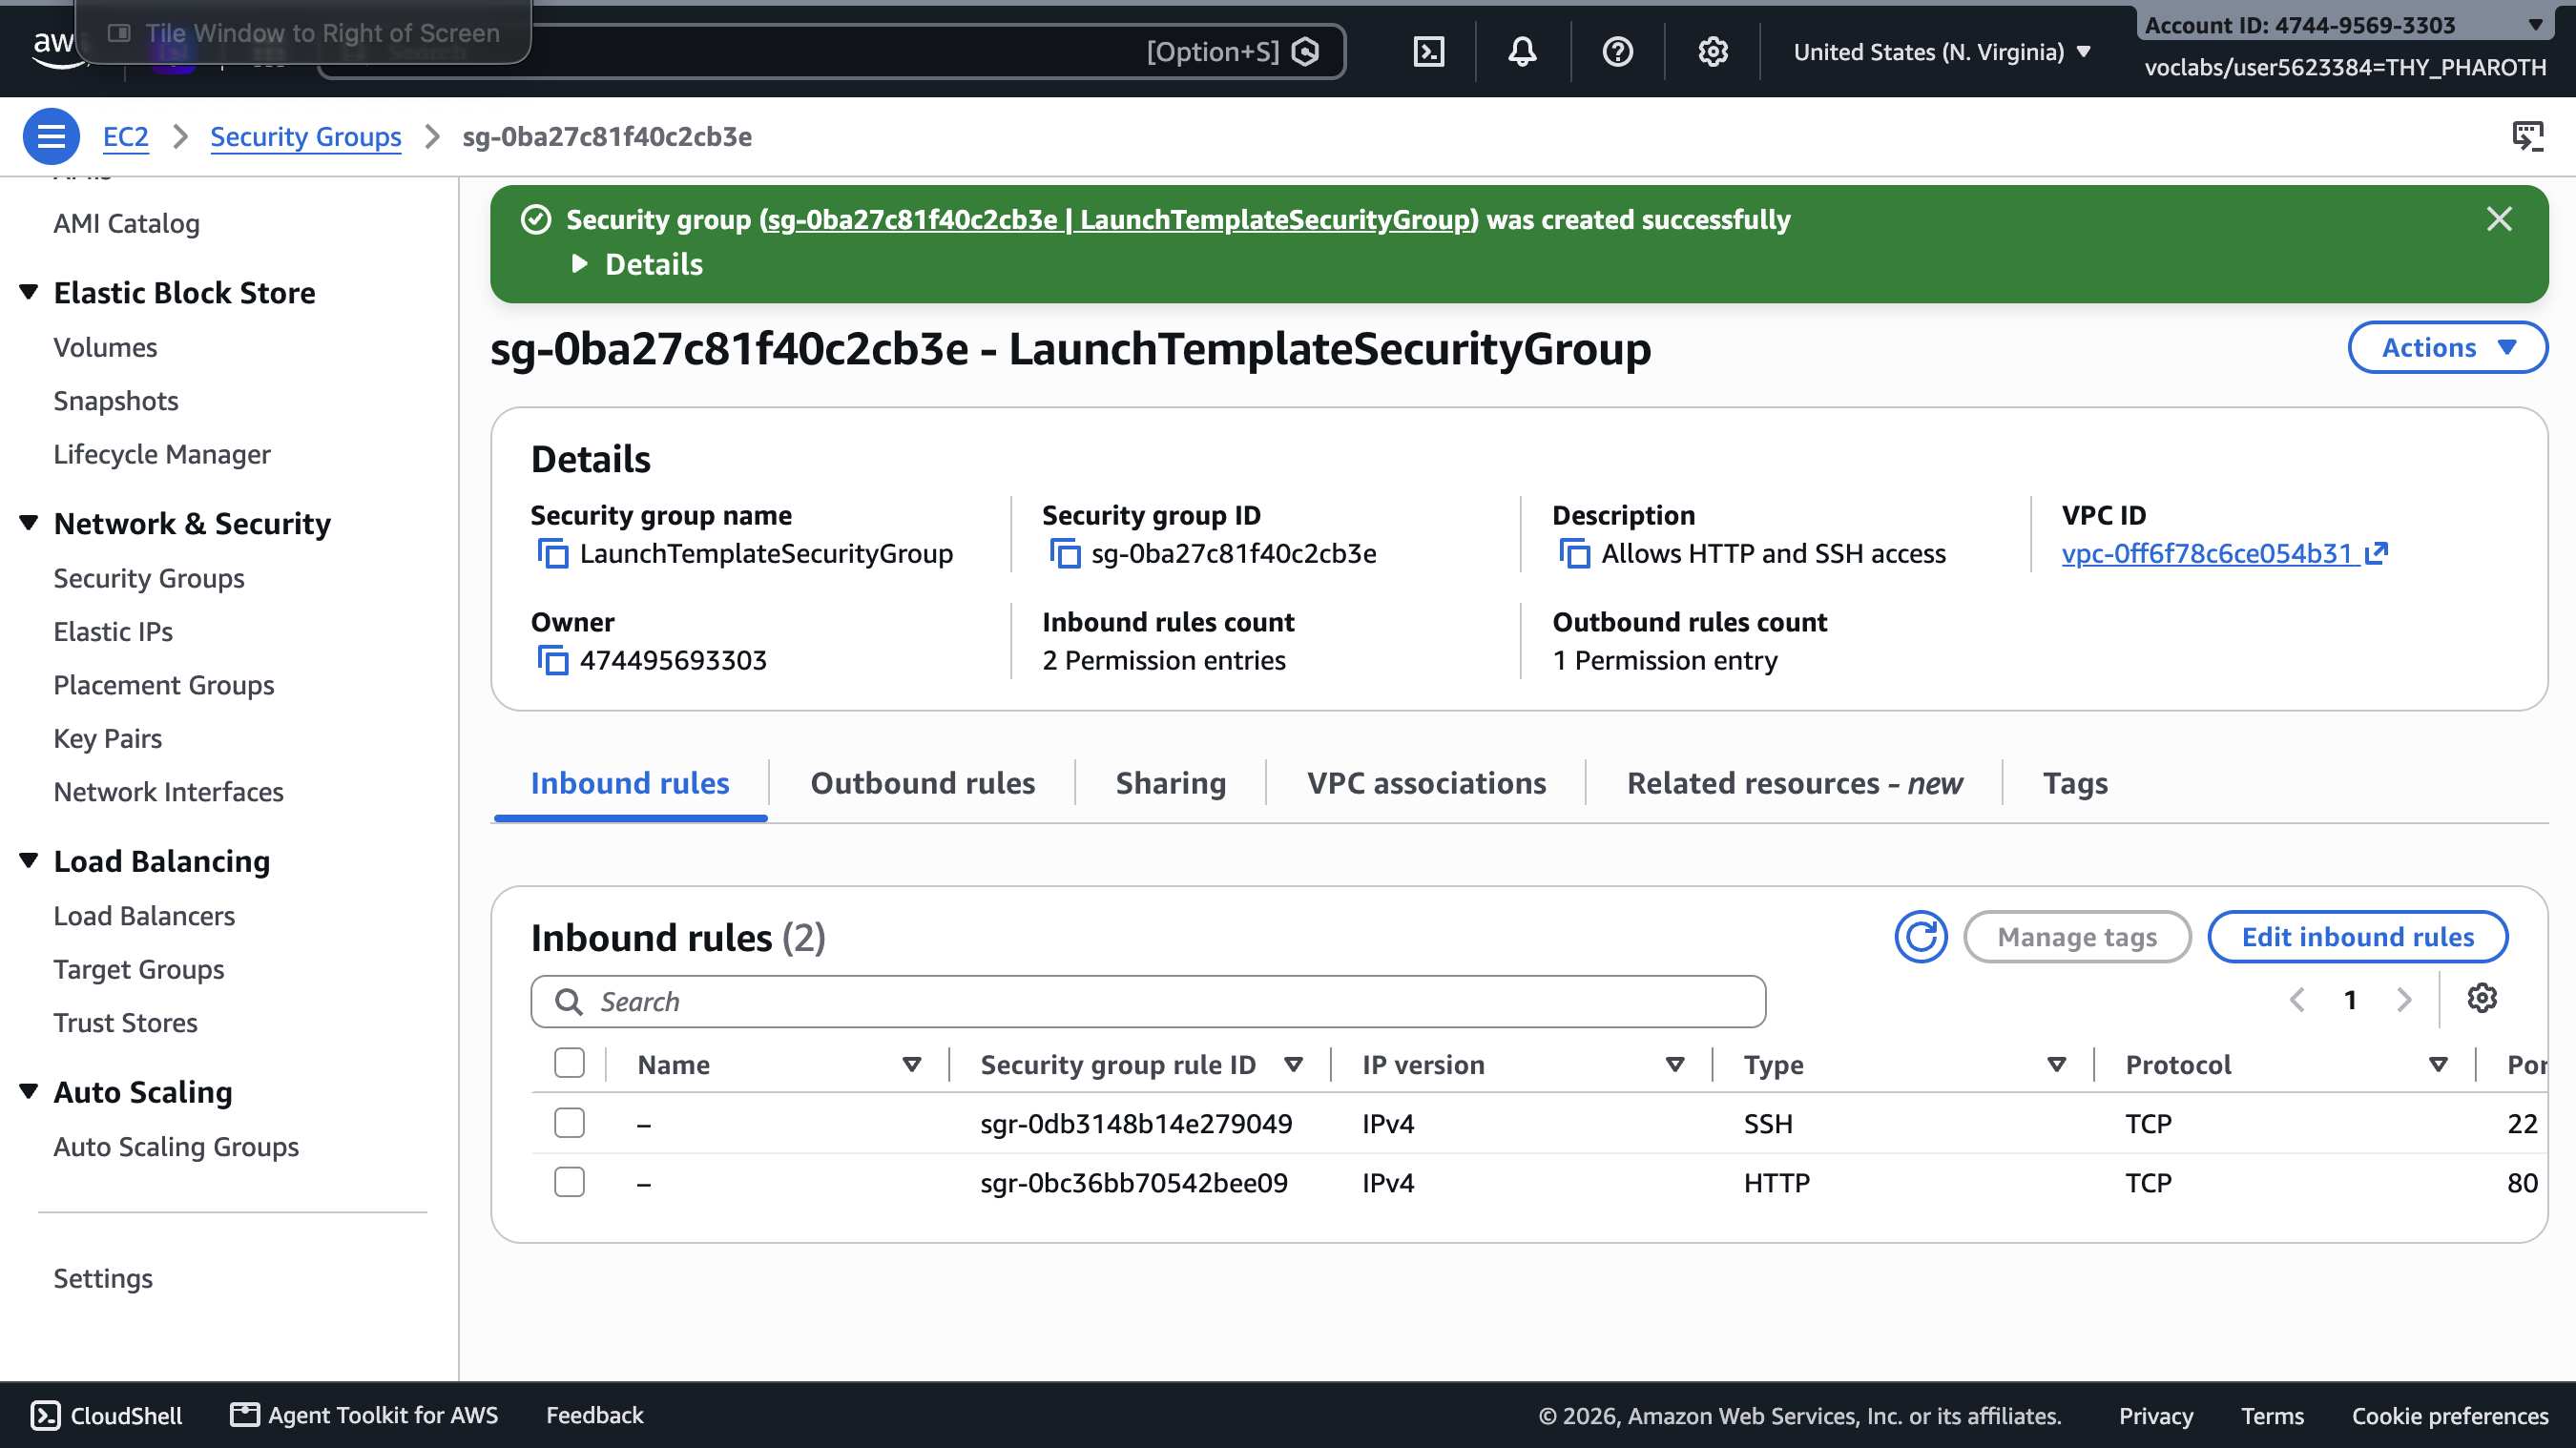 aws
Tile Window to Right of Screen
Search
[Option+S]
United States (N. Virginia)
Account ID: 4744-9569-3303
voclabs/user5623384=THY_PHAROTH
EC2
Security Groups
sg-0ba27c81f40c2cb3e
AMI Catalog
Elastic Block Store
Volumes
Snapshots
Lifecycle Manager
Network & Security
Security Groups
Elastic IPs
Placement Groups
Key Pairs
Network Interfaces
Load Balancing
Load Balancers
Target Groups
Trust Stores
Auto Scaling
Auto Scaling Groups
Settings
Security group (sg-0ba27c81f40c2cb3e | LaunchTemplateSecurityGroup) was created successfully
Details
sg-0ba27c81f40c2cb3e - LaunchTemplateSecurityGroup
Actions
Details
Security group name
LaunchTemplateSecurityGroup
Security group ID
sg-0ba27c81f40c2cb3e
Description
Allows HTTP and SSH access
VPC ID
vpc-0ff6f78c6ce054b31
Owner
474495693303
Inbound rules count
2 Permission entries
Outbound rules count
1 Permission entry
Inbound rules
Outbound rules
Sharing
VPC associations
Related resources - new
Tags
Inbound rules (2)
Manage tags
Edit inbound rules
Search
1
Name Security group rule ID IP version Type Protocol Por
– sgr-0db3148b14e279049 IPv4 SSH TCP 22
– sgr-0bc36bb70542bee09 IPv4 HTTP TCP 80
CloudShell
Agent Toolkit for AWS
Feedback
© 2026, Amazon Web Services, Inc. or its affiliates.
Privacy
Terms
Cookie preferences